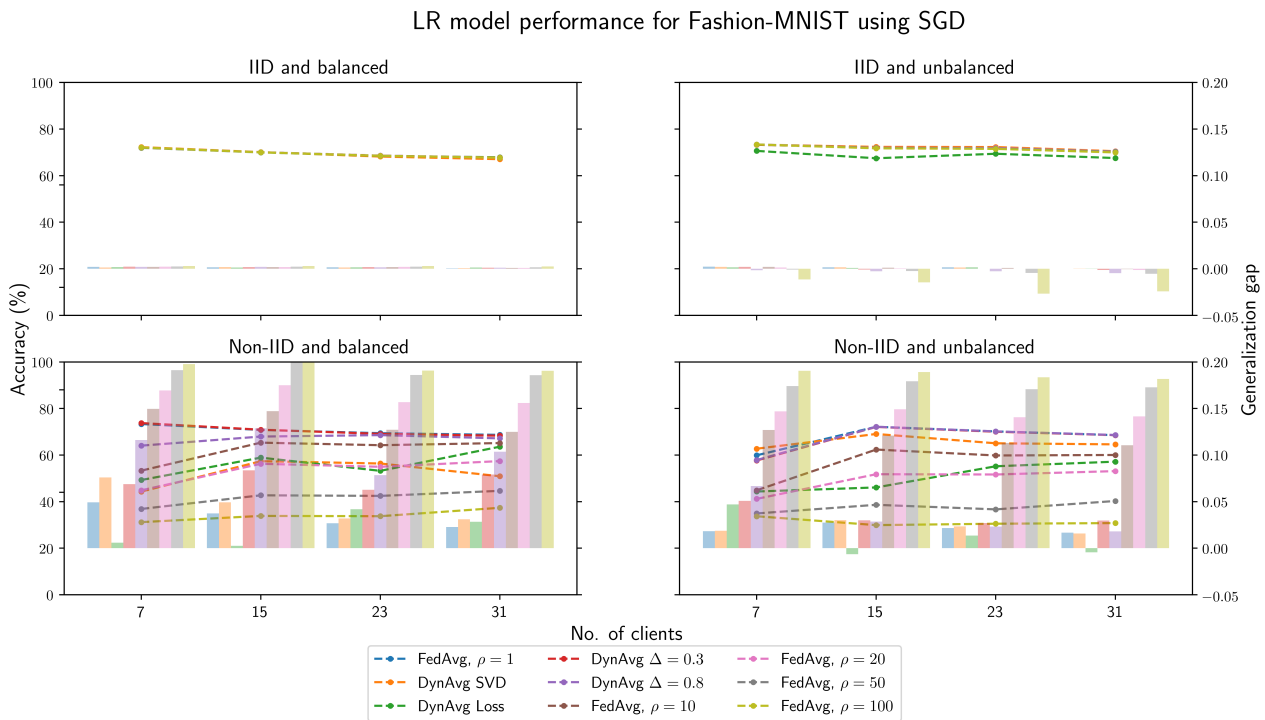 LR model performance for Fashion-MNIST using SGD
IID and balanced
IID and unbalanced
100
80
60
40
20
0
0.20
0.15
0.10
0.05
0.00
−0.05
Accuracy (%)
Generalization gap
Non-IID and balanced
Non-IID and unbalanced
100
80
60
40
20
0
0.20
0.15
0.10
0.05
0.00
−0.05
7 15 23 31
7 15 23 31
No. of clients
FedAvg, ρ = 1
DynAvg SVD
DynAvg Loss
DynAvg Δ = 0.3
DynAvg Δ = 0.8
FedAvg, ρ = 10
FedAvg, ρ = 20
FedAvg, ρ = 50
FedAvg, ρ = 100